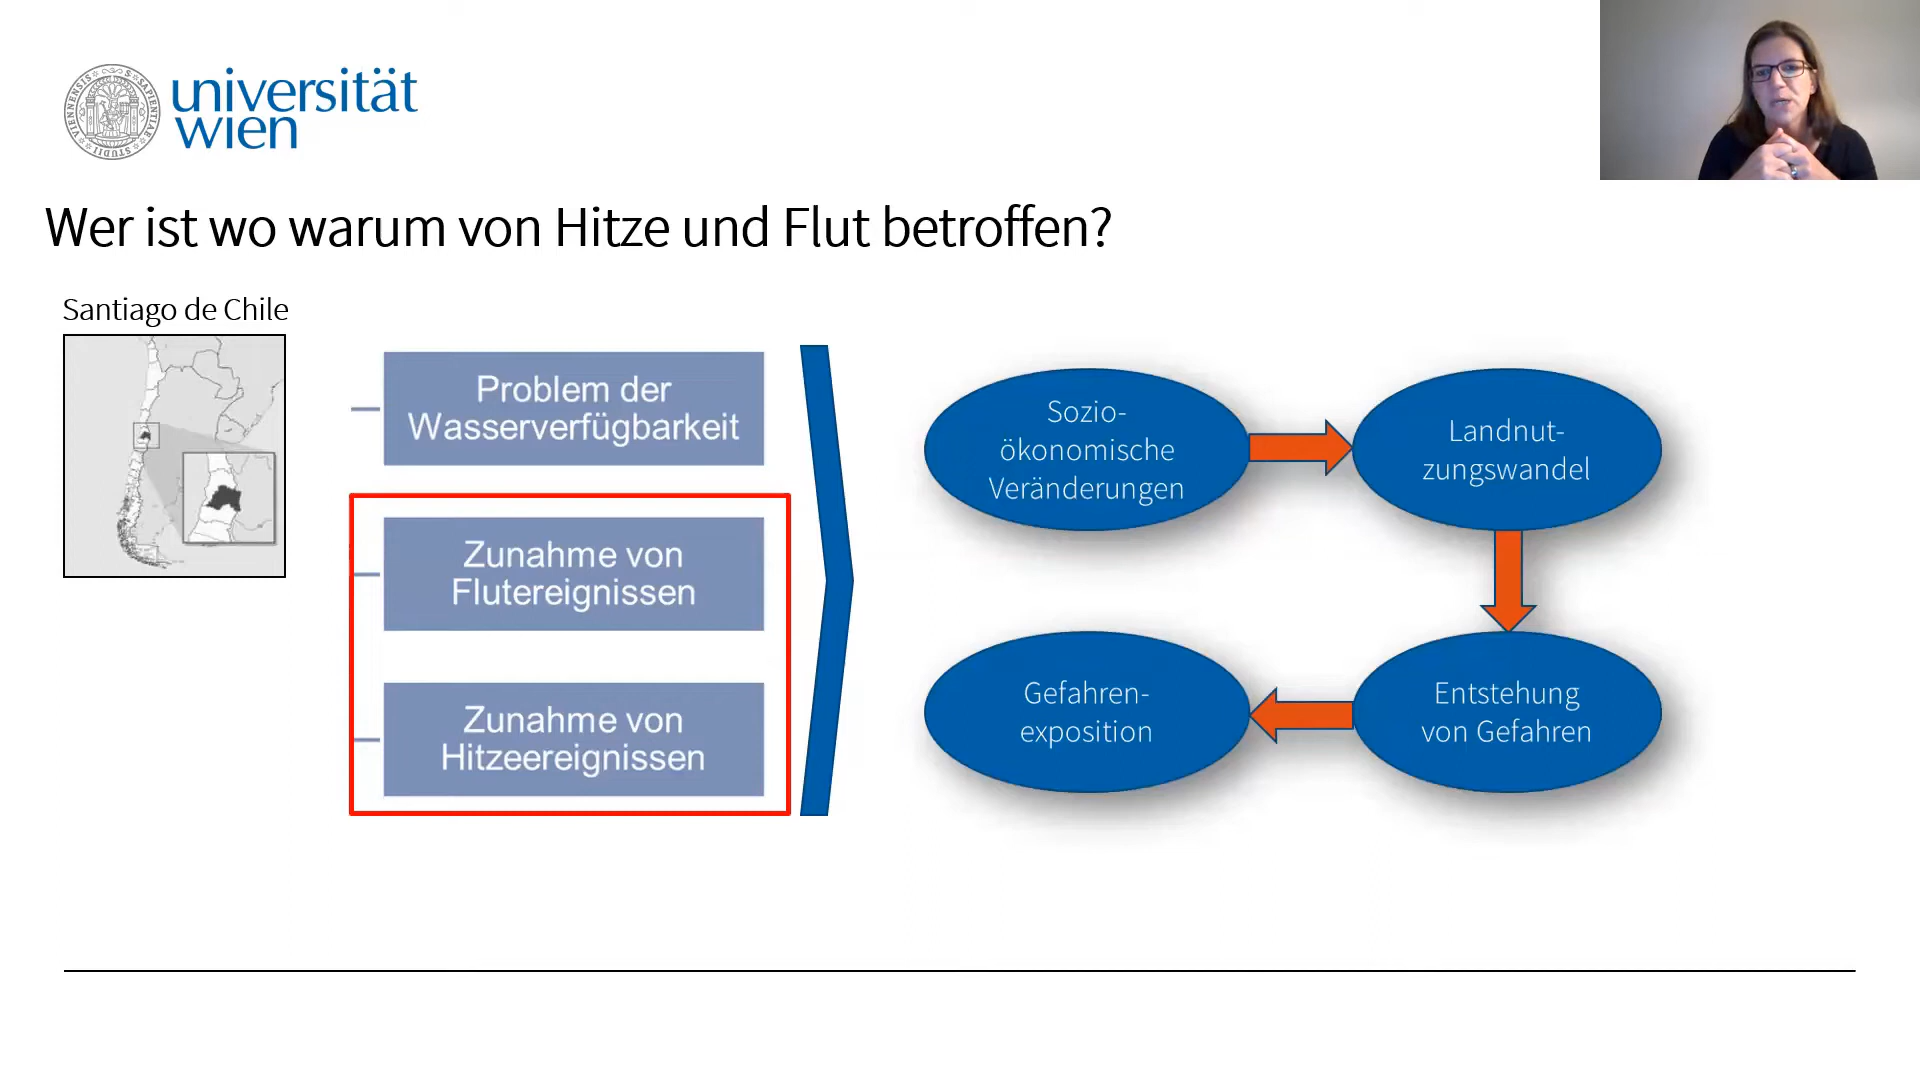 universität
wien
Wer ist wo warum von Hitze und Flut betroffen?
Santiago de Chile
Problem der
Wasserverfügbarkeit
Zunahme von
Flutereignissen
Zunahme von
Hitzeereignissen
Sozio-
ökonomische
Veränderungen
Landnut-
zungswandel
Gefahren-
exposition
Entstehung
von Gefahren